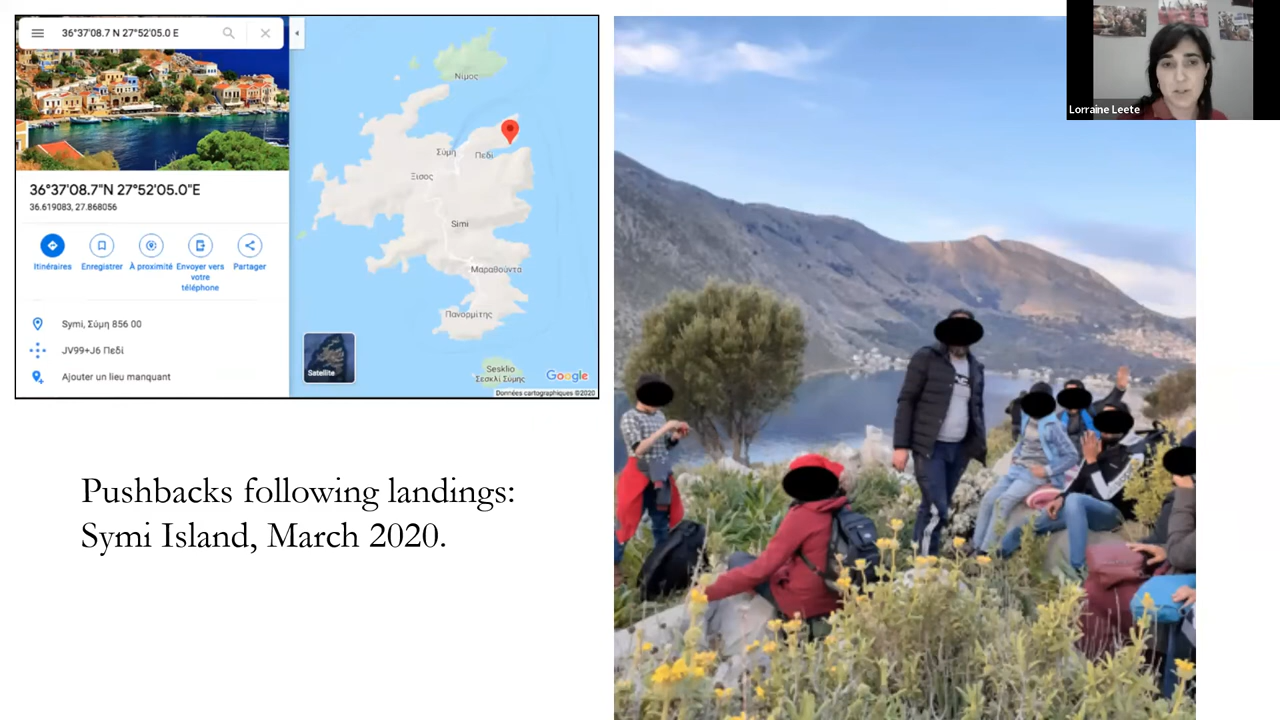 36°37'08.7 N 27°52'05.0 E
36°37'08.7"N 27°52'05.0"E
36.619083, 27.868056
Itinéraires
Enregistrer
À proximité
Envoyer vers
votre
téléphone
Partager
Symi, Σύμη 856 00
JV99+J6 Πεδί
Ajouter un lieu manquant
Νίμος
Σύμη
Πεδί
Ξισος
Simi
Μαραθούντα
Πανορμίτης
Sesklio
Σεσκλί Σύμης
Satellite
Google
Données cartographiques ©2020
Pushbacks following landings:
Symi Island, March 2020.
Lorraine Leete